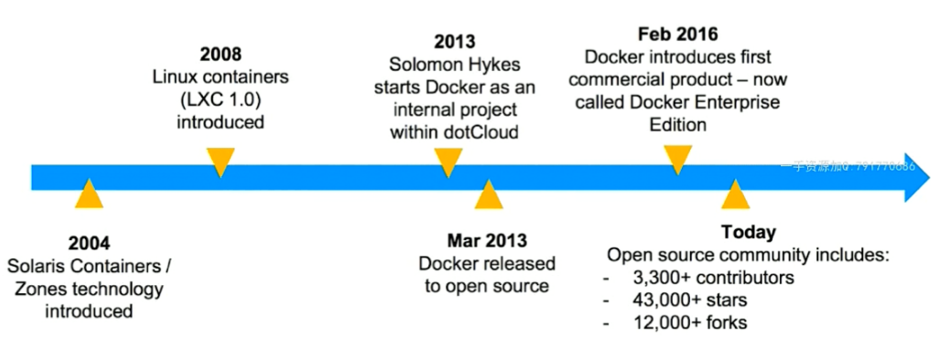 2008
Linux containers
(LXC 1.0)
introduced
2013
Solomon Hykes
starts Docker as an
internal project
within dotCloud
Feb 2016
Docker introduces first
commercial product – now
called Docker Enterprise
Edition
一手资源加Q:791770686
2004
Solaris Containers /
Zones technology
introduced
Mar 2013
Docker released
to open source
Today
Open source community includes:
- 3,300+ contributors
- 43,000+ stars
- 12,000+ forks